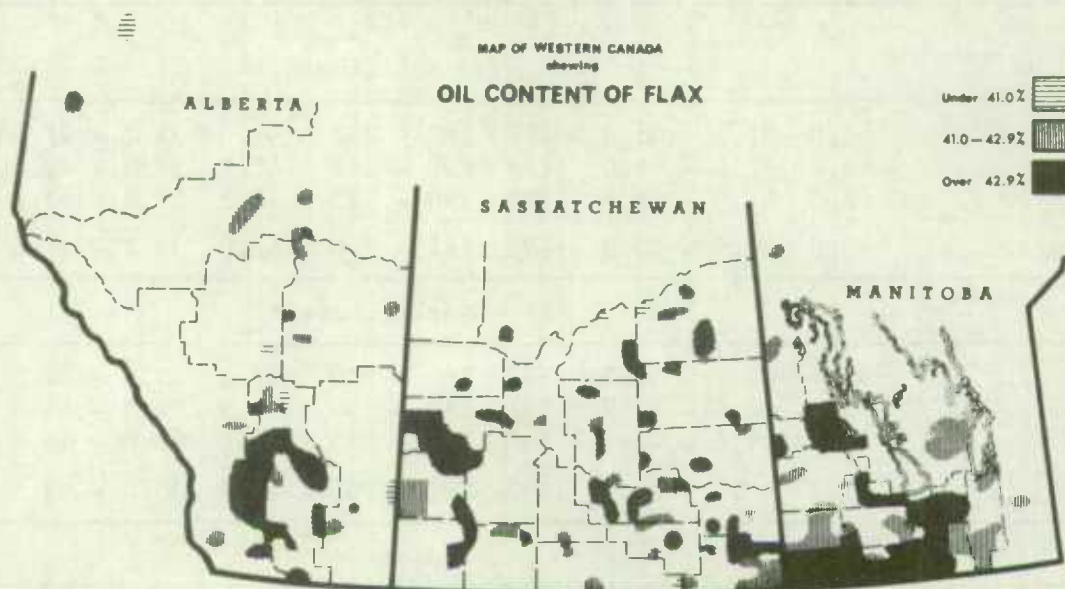 MAP OF WESTERN CANADA
showing
OIL CONTENT OF FLAX
ALBERTA
Under 41.0%
41.0-42.9%
Over 42.9%
SASKATCHEWAN
MANITOBA